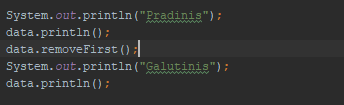 System.out.println("Pradinis");
data.println();
data.removeFirst();
System.out.println("Galutinis");
data.println();